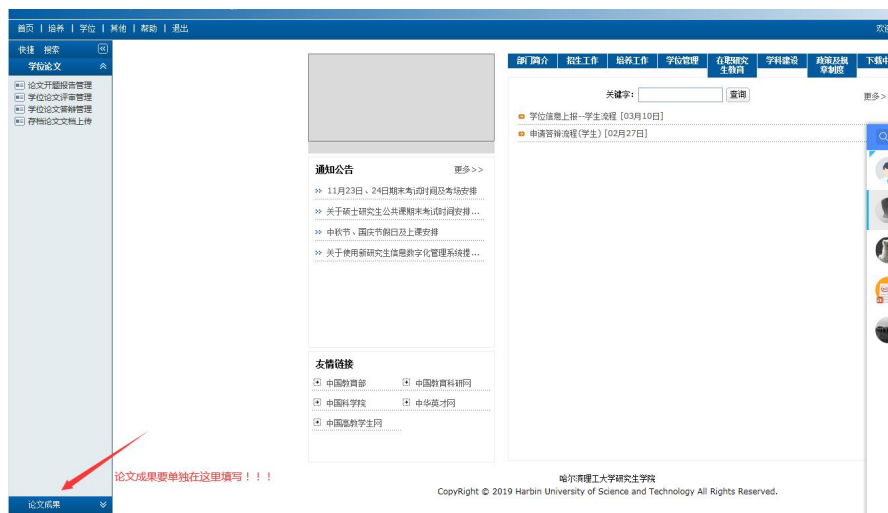 首页 | 培养 | 学位 | 其他 | 帮助 | 退出
快捷 搜索
学位论文
论文开题报告管理
学位论文评审管理
学位论文答辩管理
存档论文文档上传
论文成果
论文成果要单独在这里填写！！！
通知公告 更多>>
11月23日、24日期末考试时间及考场安排
关于硕士研究生公共课期末考试时间安排...
中秋节、国庆节假日及上课安排
关于使用新研究生信息数字化管理系统提...
友情链接
中国教育部 中国教育科研网
中国科学院 中华英才网
中国高教学生网
部门简介 招生工作 培养工作 学位管理 在职研究生教育 学科建设 政策及规章制度 下载中
关键字： 查询 更多>
学位信息上报--学生流程 [03月10日]
申请答辩流程(学生) [02月27日]
哈尔滨理工大学研究生学院
CopyRight © 2019 Harbin University of Science and Technology All Rights Reserved.